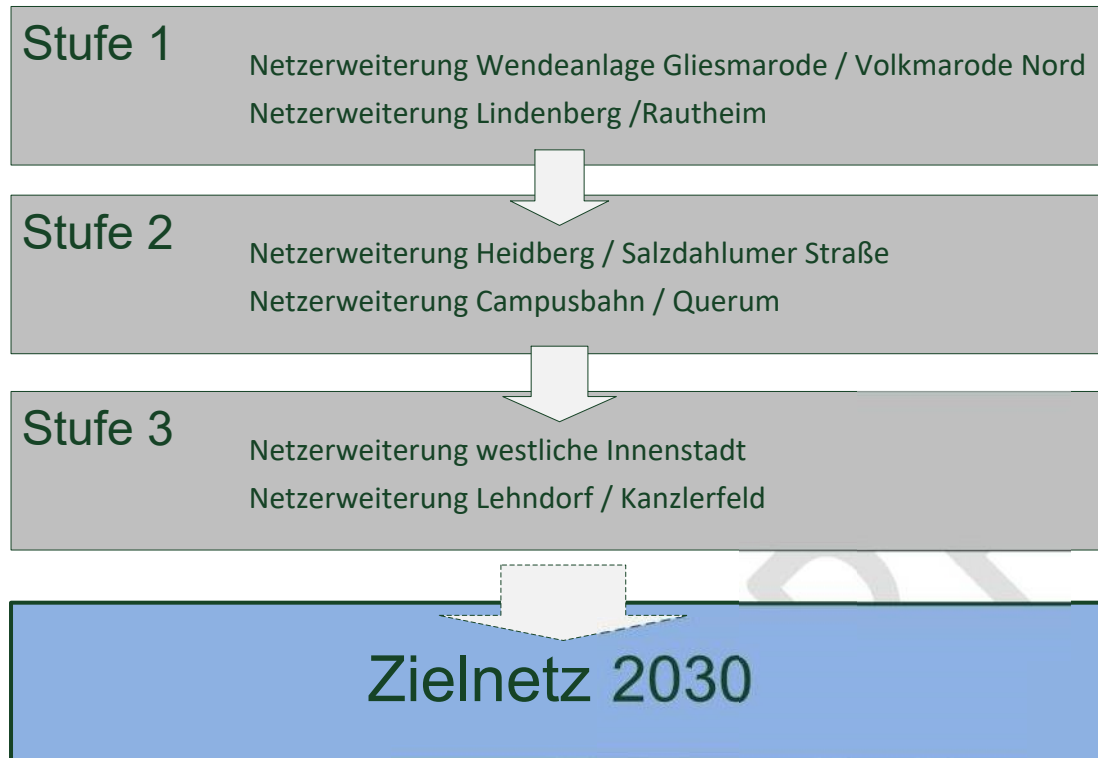 Stufe 1
Netzerweiterung Wendeanlage Gliesmarode / Volkmarode Nord
Netzerweiterung Lindenberg /Rautheim
Stufe 2
Netzerweiterung Heidberg / Salzdahlumer Straße
Netzerweiterung Campusbahn / Querum
Stufe 3
Netzerweiterung westliche Innenstadt
Netzerweiterung Lehndorf / Kanzlerfeld
Zielnetz 2030